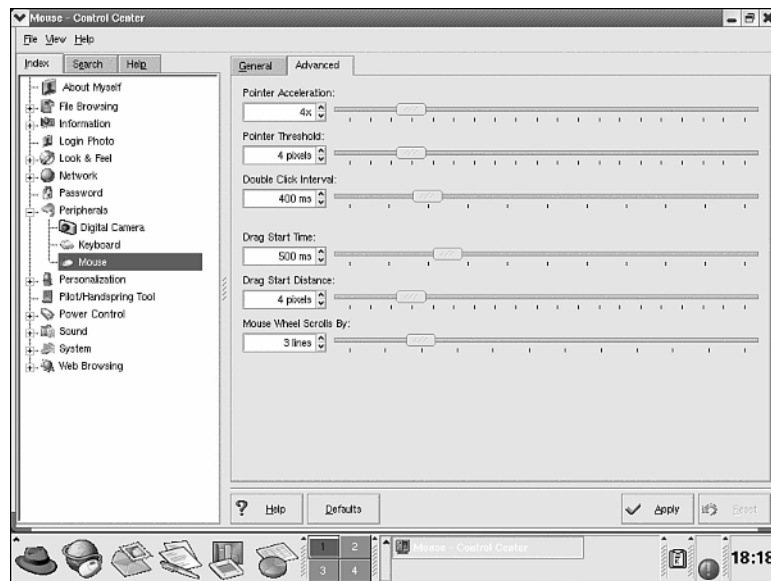 Mouse - Control Center
File View Help
Index Search Help
About Myself
File Browsing
Information
Login Photo
Look & Feel
Network
Password
Peripherals
Digital Camera
Keyboard
Mouse
Personalization
Pilot/Handspring Tool
Power Control
Sound
System
Web Browsing
General Advanced
Pointer Acceleration:
4x
Pointer Threshold:
4 pixels
Double Click Interval:
400 ms
Drag Start Time:
500 ms
Drag Start Distance:
4 pixels
Mouse Wheel Scrolls By:
3 lines
? Help Defaults Apply Reset
1 2
3 4
Mouse - Control Center
18:18